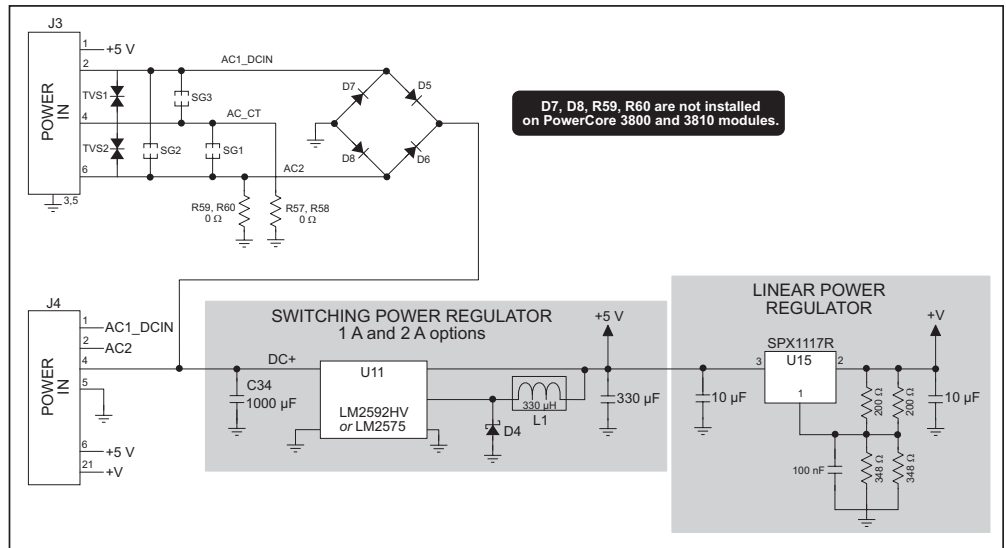 J3
POWER IN
1
+5 V
2
AC1_DCIN
TVS1
SG3
4
AC_CT
TVS2
SG2
SG1
6
AC2
3,5
R59, R60
0 Ω
R57, R58
0 Ω
D7
D5
D8
D6
D7, D8, R59, R60 are not installed
on PowerCore 3800 and 3810 modules.
J4
POWER IN
1
AC1_DCIN
2
AC2
4
5
6
+5 V
21
+V
SWITCHING POWER REGULATOR
1 A and 2 A options
DC+
C34
1000 µF
U11
LM2592HV
or LM2575
D4
330 µH
L1
+5 V
330 µF
LINEAR POWER
REGULATOR
+V
SPX1117R
3
U15
2
1
10 µF
200 Ω
200 Ω
10 µF
100 nF
348 Ω
348 Ω